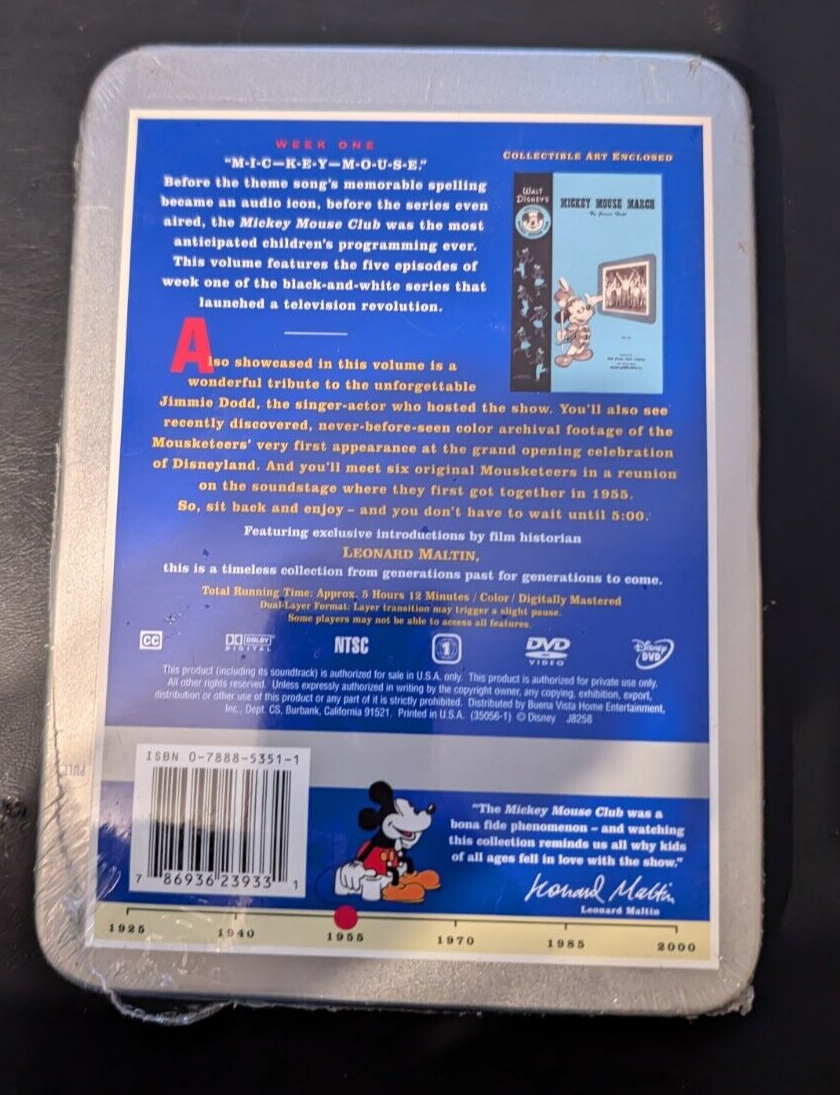 WEEK ONE
"M-I-C—K-E-Y—M-O-U-S-E."
Before the theme song's memorable spelling
became an audio icon, before the series even
aired, the Mickey Mouse Club was the most
anticipated children's programming ever.
This volume features the five episodes of
week one of the black-and-white series that
launched a television revolution.
COLLECTIBLE ART ENCLOSED
WALT
DISNEY'S
MICKEY MOUSE MARCH
By Jimmie Dodd
Also showcased in this volume is a
wonderful tribute to the unforgettable
Jimmie Dodd, the singer-actor who hosted the show. You'll also see
recently discovered, never-before-seen color archival footage of the
Mousketeers' very first appearance at the grand opening celebration
of Disneyland. And you'll meet six original Mousketeers in a reunion
on the soundstage where they first got together in 1955.
So, sit back and enjoy – and you don't have to wait until 5:00.
Featuring exclusive introductions by film historian
LEONARD MALTIN,
this is a timeless collection from generations past for generations to come.
Total Running Time: Approx. 5 Hours 12 Minutes / Color / Digitally Mastered
Dual-Layer Format: Layer transition may trigger a slight pause.
Some players may not be able to access all features.
CC DOLBY DIGITAL NTSC 1 DVD VIDEO Disney DVD
This product (including its soundtrack) is authorized for sale in U.S.A. only. This product is authorized for private use only.
All other rights reserved. Unless expressly authorized in writing by the copyright owner, any copying, exhibition, export,
distribution or other use of this product or any part of it is strictly prohibited. Distributed by Buena Vista Home Entertainment,
Inc., Dept. CS, Burbank, California 91521. Printed in U.S.A. (35056-1) © Disney J8258
PULL
ISBN 0-7888-5351-1
7 86936 23933 1
"The Mickey Mouse Club was a
bona fide phenomenon – and watching
this collection reminds us all why kids
of all ages fell in love with the show."
Leonard Maltin
Leonard Maltin
1925 1940 1955 1970 1985 2000